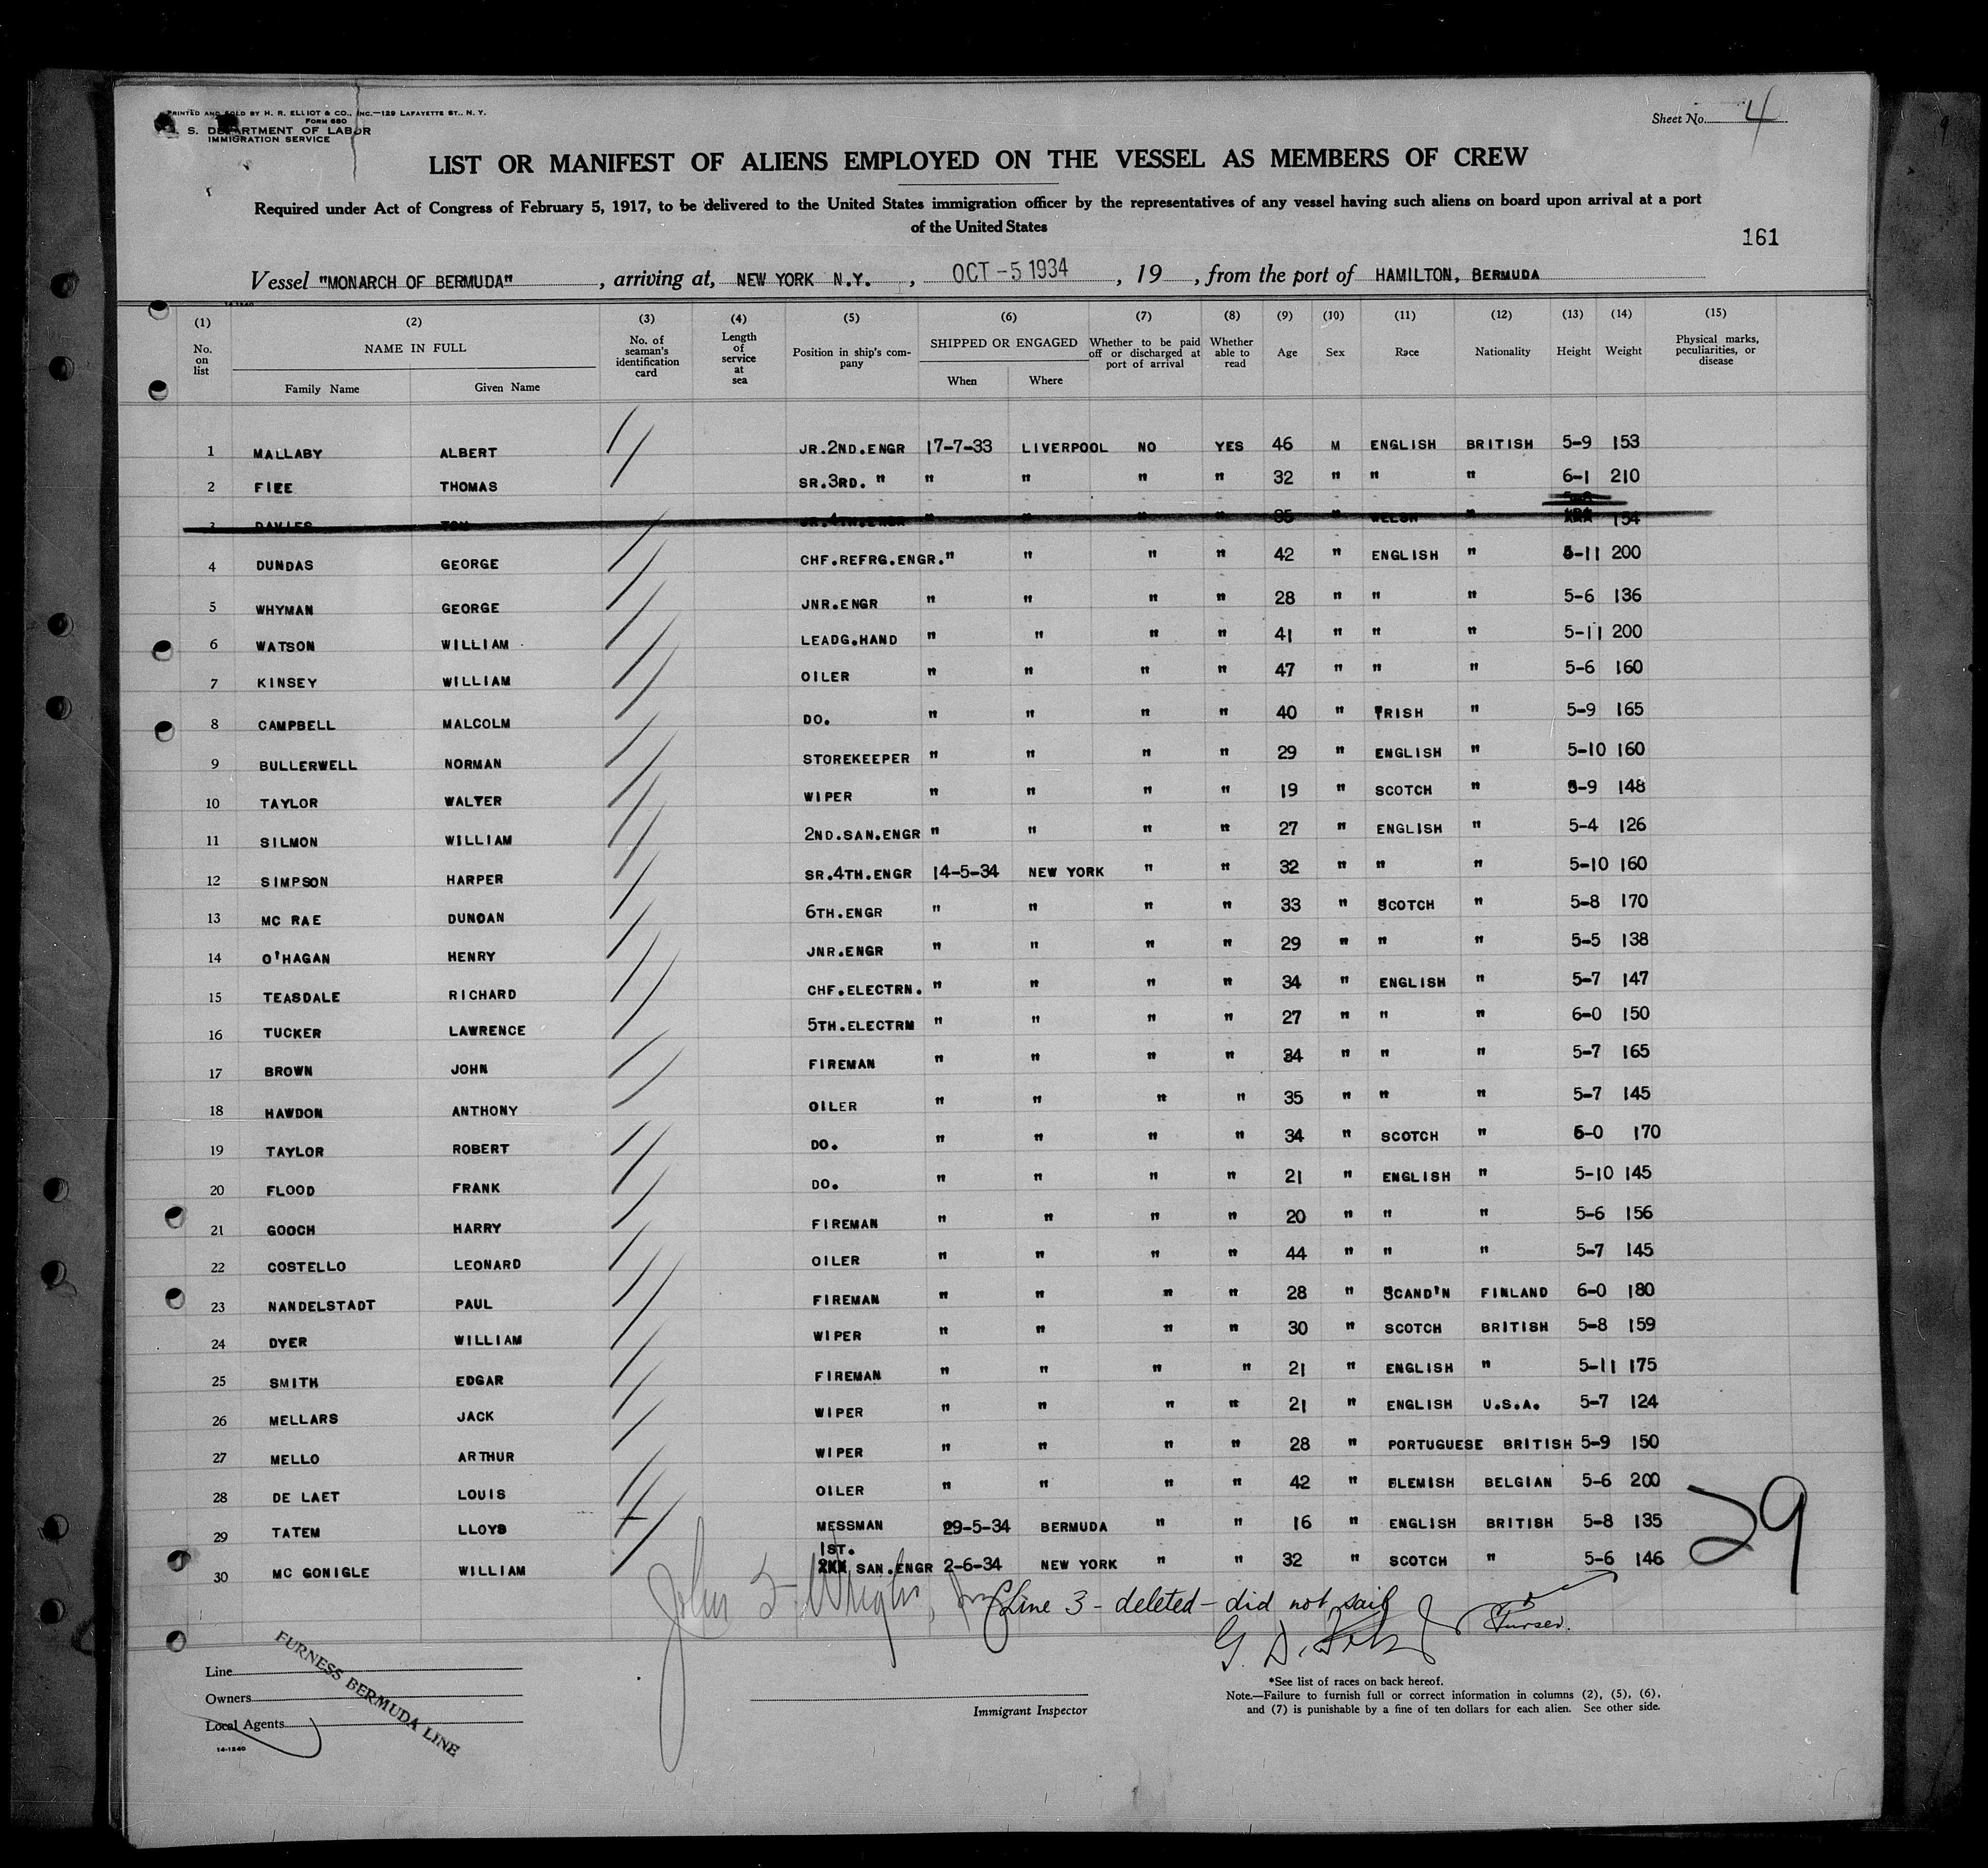 PRINTED AND SOLD BY H. R. ELLIOT & CO., INC.—129 LAFAYETTE ST., N. Y.
FORM 680
U. S. DEPARTMENT OF LABOR
IMMIGRATION SERVICE
Sheet No. 4
LIST OR MANIFEST OF ALIENS EMPLOYED ON THE VESSEL AS MEMBERS OF CREW
Required under Act of Congress of February 5, 1917, to be delivered to the United States immigration officer by the representatives of any vessel having such aliens on board upon arrival at a port
of the United States
161
Vessel "MONARCH OF BERMUDA", arriving at, NEW YORK N.Y., OCT -5 1934, 19, from the port of HAMILTON, BERMUDA
14-1240
(1) (2) (3) (4) (5) (6) (7) (8) (9) (10) (11) (12) (13) (14) (15)
No. on list NAME IN FULL Family Name Given Name No. of seaman's identification card Length of service at sea Position in ship's company SHIPPED OR ENGAGED When Where Whether to be paid off or discharged at port of arrival Whether able to read Age Sex Race Nationality Height Weight Physical marks, peculiarities, or disease
1 MALLABY ALBERT JR.2ND.ENGR 17-7-33 LIVERPOOL NO YES 46 M ENGLISH BRITISH 5-9 153
2 FIEE THOMAS SR.3RD. " " " " " 32 " " " 6-1 210
3 DAVIES TOM JR.4TH.ENGR " " " " 35 " WELSH " 5-8 154
4 DUNDAS GEORGE CHF.REFRG.ENGR. " " " " 42 " ENGLISH " 5-11 200
5 WHYMAN GEORGE JNR.ENGR " " " " 28 " " " 5-6 136
6 WATSON WILLIAM LEADG.HAND " " " " 41 " " " 5-11 200
7 KINSEY WILLIAM OILER " " " " 47 " " " 5-6 160
8 CAMPBELL MALCOLM DO. " " " " 40 " IRISH " 5-9 165
9 BULLERWELL NORMAN STOREKEEPER " " " " 29 " ENGLISH " 5-10 160
10 TAYLOR WALTER WIPER " " " " 19 " SCOTCH " 5-9 148
11 SILMON WILLIAM 2ND.SAN.ENGR " " " " 27 " ENGLISH " 5-4 126
12 SIMPSON HARPER SR.4TH.ENGR 14-5-34 NEW YORK " " 32 " " " 5-10 160
13 MC RAE DUNCAN 6TH.ENGR " " " " 33 " SCOTCH " 5-8 170
14 O'HAGAN HENRY JNR.ENGR " " " " 29 " " " 5-5 138
15 TEASDALE RICHARD CHF.ELECTRN. " " " " 34 " ENGLISH " 5-7 147
16 TUCKER LAWRENCE 5TH.ELECTRM " " " " 27 " " " 6-0 150
17 BROWN JOHN FIREMAN " " " " 34 " " " 5-7 165
18 HAWDON ANTHONY OILER " " " " 35 " " " 5-7 145
19 TAYLOR ROBERT DO. " " " " 34 " SCOTCH " 6-0 170
20 FLOOD FRANK DO. " " " " 21 " ENGLISH " 5-10 145
21 GOOCH HARRY FIREMAN " " " " 20 " " " 5-6 156
22 COSTELLO LEONARD OILER " " " " 44 " " " 5-7 145
23 NANDELSTADT PAUL FIREMAN " " " " 28 " SCAND'N FINLAND 6-0 180
24 DYER WILLIAM WIPER " " " " 30 " SCOTCH BRITISH 5-8 159
25 SMITH EDGAR FIREMAN " " " " 21 " ENGLISH " 5-11 175
26 MELLARS JACK WIPER " " " " 21 " ENGLISH U.S.A. 5-7 124
27 MELLO ARTHUR WIPER " " " " 28 " PORTUGUESE BRITISH 5-9 150
28 DE LAET LOUIS OILER " " " " 42 " FLEMISH BELGIAN 5-6 200
29 TATEM LLOYD MESSMAN 29-5-34 BERMUDA " " 16 " ENGLISH BRITISH 5-8 135
30 MC GONIGLE WILLIAM 1ST. SAN.ENGR 2-6-34 NEW YORK " " 32 " SCOTCH " 5-6 146
29
Line 3 - deleted - did not sail
Purser.
Line
Owners
Local Agents
FURNESS BERMUDA LINE
14-1240
Immigrant Inspector
*See list of races on back hereof.
Note.—Failure to furnish full or correct information in columns (2), (5), (6),
and (7) is punishable by a fine of ten dollars for each alien. See other side.